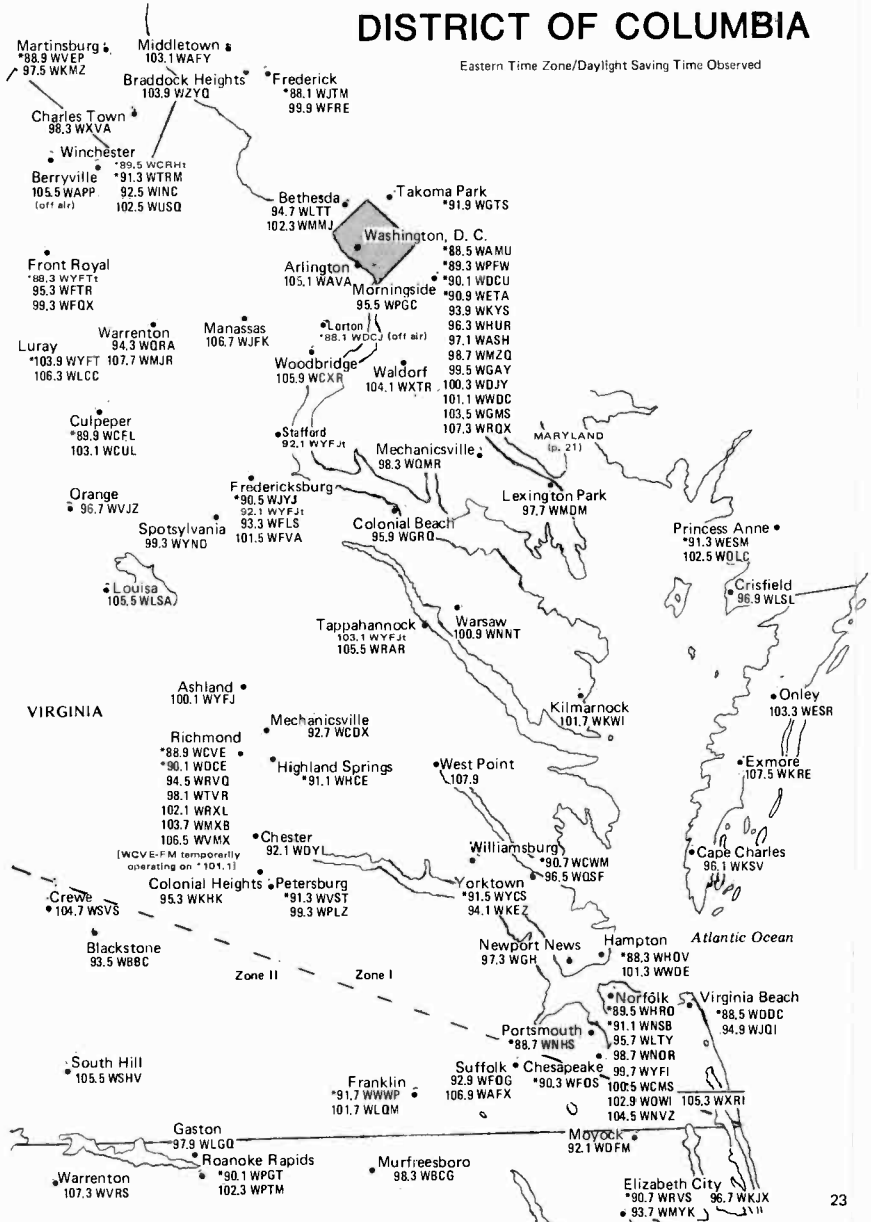 DISTRICT OF COLUMBIA
Eastern Time Zone/Daylight Saving Time Observed
Martinsburg
*88.9 WVEP
97.5 WKMZ
Middletown
103.1 WAFY
Braddock Heights
103.9 WZYQ
Frederick
*88.1 WJTM
99.9 WFRE
Charles Town
98.3 WXVA
Winchester
*89.5 WCRHt
*91.3 WTRM
92.5 WINC
102.5 WUSQ
Berryville
105.5 WAPP
(off air)
Bethesda
94.7 WLTT
102.3 WMMJ
Takoma Park
*91.9 WGTS
Washington, D. C.
*88.5 WAMU
*89.3 WPFW
*90.1 WDCU
*90.9 WETA
93.9 WKYS
96.3 WHUR
97.1 WASH
98.7 WMZQ
99.5 WGAY
100.3 WDJY
101.1 WWDC
103.5 WGMS
107.3 WRQX
Arlington
105.1 WAVA
Morningside
95.5 WPGC
Front Royal
*88.3 WYFTt
95.3 WFTR
99.3 WFQX
Warrenton
94.3 WQRA
107.7 WMJR
Manassas
106.7 WJFK
Lorton
*88.1 WDCJ (off air)
Luray
*103.9 WYFT
106.3 WLCC
Woodbridge
105.9 WCXR
Waldorf
104.1 WXTR
Culpeper
*89.9 WCFL
103.1 WCUL
Stafford
92.1 WYFJt
Mechanicsville
98.3 WQMR
MARYLAND
(p. 21)
Orange
96.7 WVJZ
Fredericksburg
*90.5 WJYJ
92.1 WYFJt
93.3 WFLS
101.5 WFVA
Lexington Park
97.7 WMDM
Spotsylvania
99.3 WYND
Colonial Beach
95.9 WGRQ
Princess Anne
*91.3 WESM
102.5 WOLC
Louisa
105.5 WLSA
Crisfield
96.9 WLSL
Tappahannock
103.1 WYFJt
105.5 WRAR
Warsaw
100.9 WNNT
Ashland
100.1 WYFJ
Kilmarnock
101.7 WKWI
Onley
103.3 WESR
VIRGINIA
Mechanicsville
92.7 WCDX
Richmond
*88.9 WCVE
*90.1 WDCE
94.5 WRVQ
98.1 WTVR
102.1 WRXL
103.7 WMXB
106.5 WVMX
[WCVE-FM temporarily
operating on *101.1]
Highland Springs
*91.1 WHCE
West Point
107.9
Exmore
107.5 WKRE
Chester
92.1 WDYL
Williamsburg
*90.7 WCWM
96.5 WQSF
Cape Charles
96.1 WKSV
Colonial Heights
95.3 WKHK
Petersburg
*91.3 WVST
99.3 WPLZ
Yorktown
*91.5 WYCS
94.1 WKEZ
Crewe
104.7 WSVS
Blackstone
93.5 WBBC
Zone II
Zone I
Newport News
97.3 WGH
Hampton
*88.3 WHOV
101.3 WWDE
Atlantic Ocean
Norfolk
*89.5 WHRO
*91.1 WNSB
95.7 WLTY
98.7 WNOR
99.7 WYFI
100.5 WCMS
102.9 WOWI
104.5 WNVZ
Virginia Beach
*88.5 WODC
94.9 WJQI
Portsmouth
*88.7 WNHS
South Hill
105.5 WSHV
Suffolk
92.9 WFOG
106.9 WAFX
Chesapeake
*90.3 WFOS
Franklin
*91.7 WWWP
101.7 WLQM
105.3 WXRI
Gaston
97.9 WLGQ
Moyock
92.1 WDFM
Roanoke Rapids
*90.1 WPGT
102.3 WPTM
Murfreesboro
98.3 WBCG
Warrenton
107.3 WVRS
Elizabeth City
*90.7 WRVS
93.7 WMYK
96.7 WKJX
23